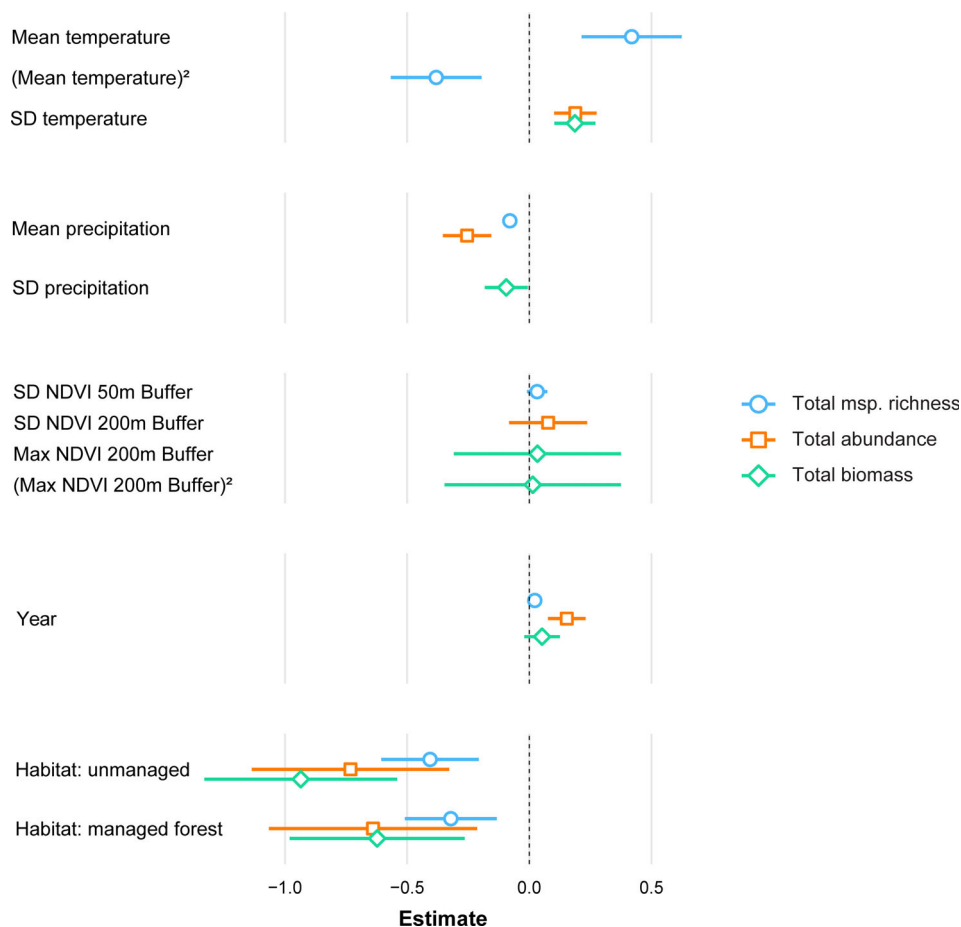 Mean temperature
(Mean temperature)²
SD temperature
Mean precipitation
SD precipitation
SD NDVI 50m Buffer
SD NDVI 200m Buffer
Max NDVI 200m Buffer
(Max NDVI 200m Buffer)²
Total msp. richness
Total abundance
Total biomass
Year
Habitat: unmanaged
Habitat: managed forest
−1.0 −0.5 0.0 0.5
Estimate